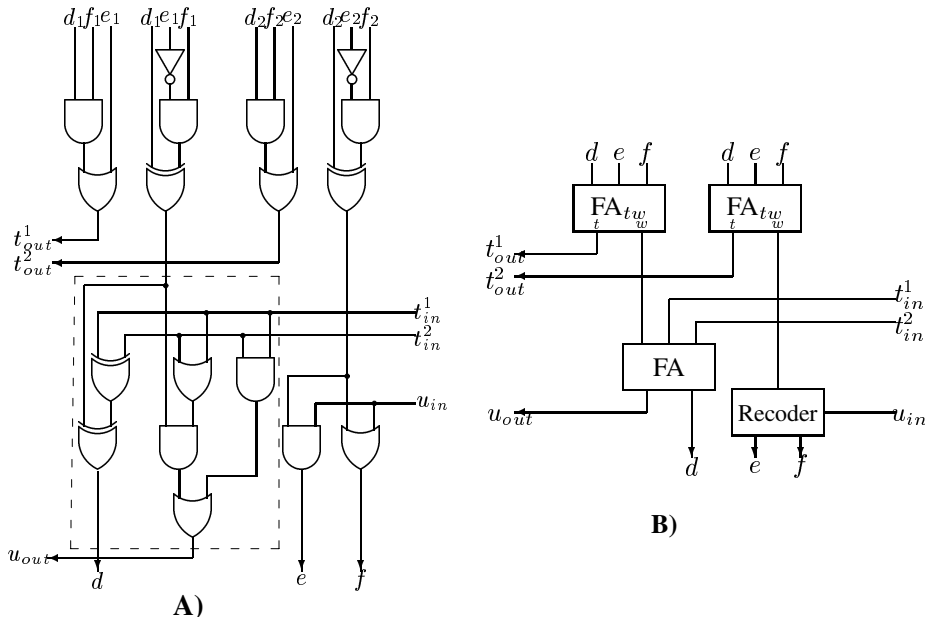 d₁f₁e₁ d₁e₁f₁ d₂f₂e₂ d₂e₂f₂
d e f d e f
FAtw FAtw
t w t w
t¹out
t²out
t¹out
t²out
t¹in
t²in
t¹in
t²in
FA
uin
uout
Recoder
uin
d e f
B)
uout
d e f
A)